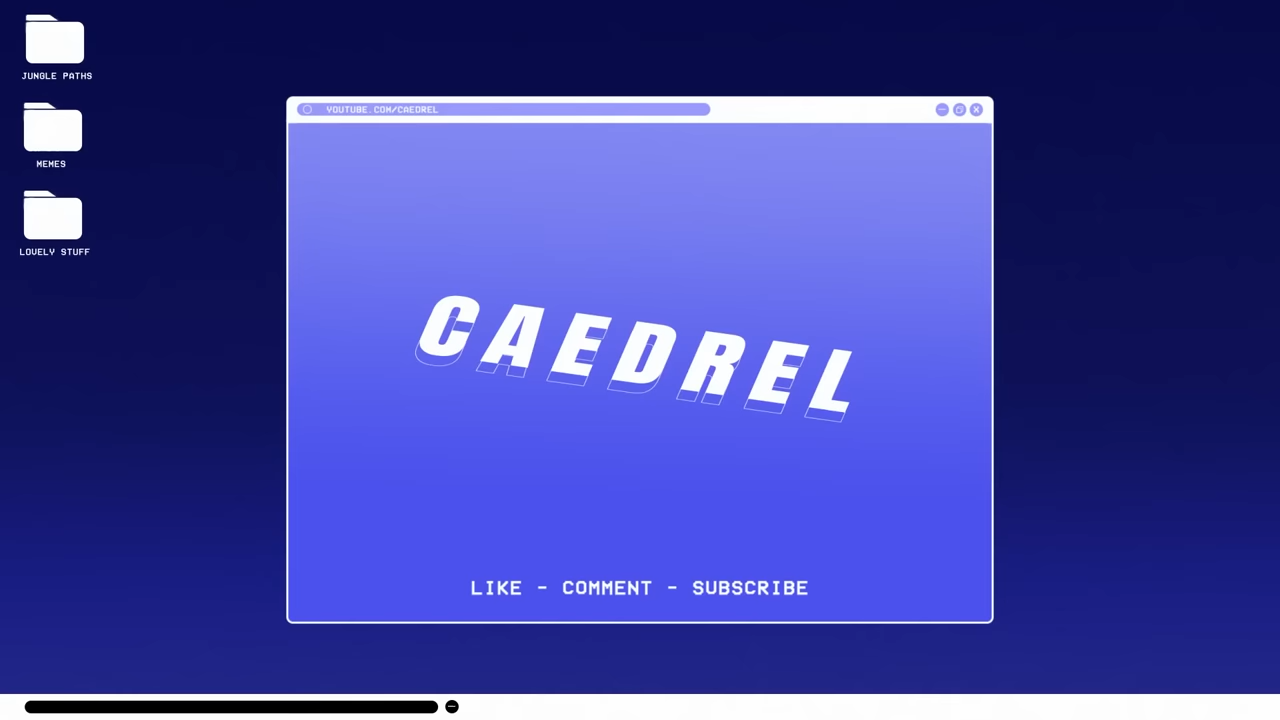 JUNGLE PATHS
MEMES
LOVELY STUFF
YOUTUBE.COM/CAEDREL
CAEDREL
LIKE - COMMENT - SUBSCRIBE